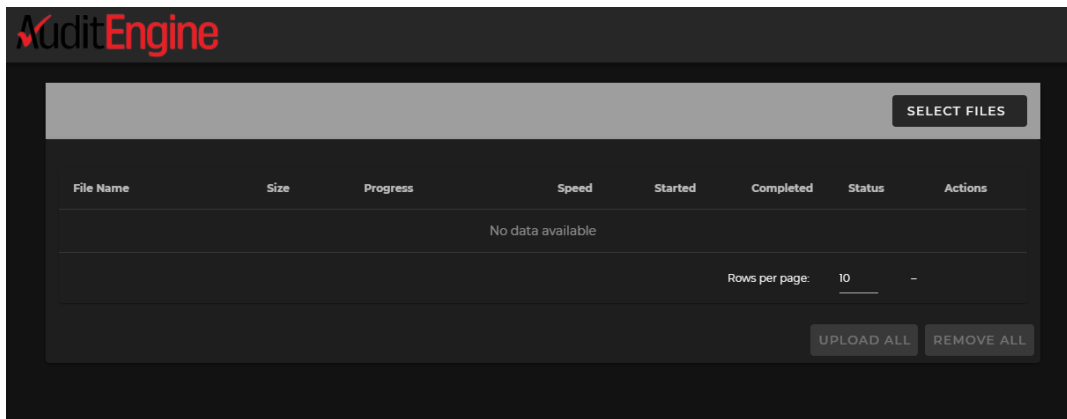 AuditEngine
SELECT FILES
File Name Size Progress Speed Started Completed Status Actions
No data available
Rows per page: 10 –
UPLOAD ALL REMOVE ALL